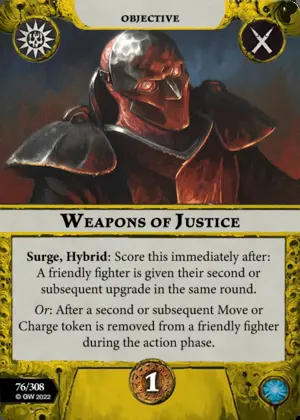 OBJECTIVE
Weapons of Justice
Surge, Hybrid: Score this immediately after:
A friendly fighter is given their second or
subsequent upgrade in the same round.
Or: After a second or subsequent Move or
Charge token is removed from a friendly fighter
during the action phase.
76/308
© GW 2022
1